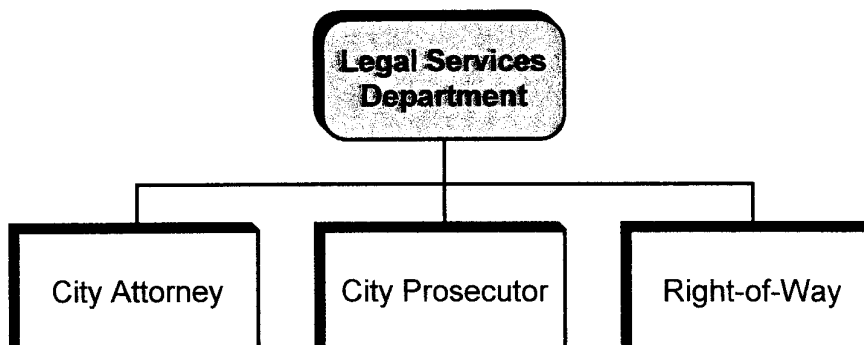 Legal Services
Department
City Attorney
City Prosecutor
Right-of-Way